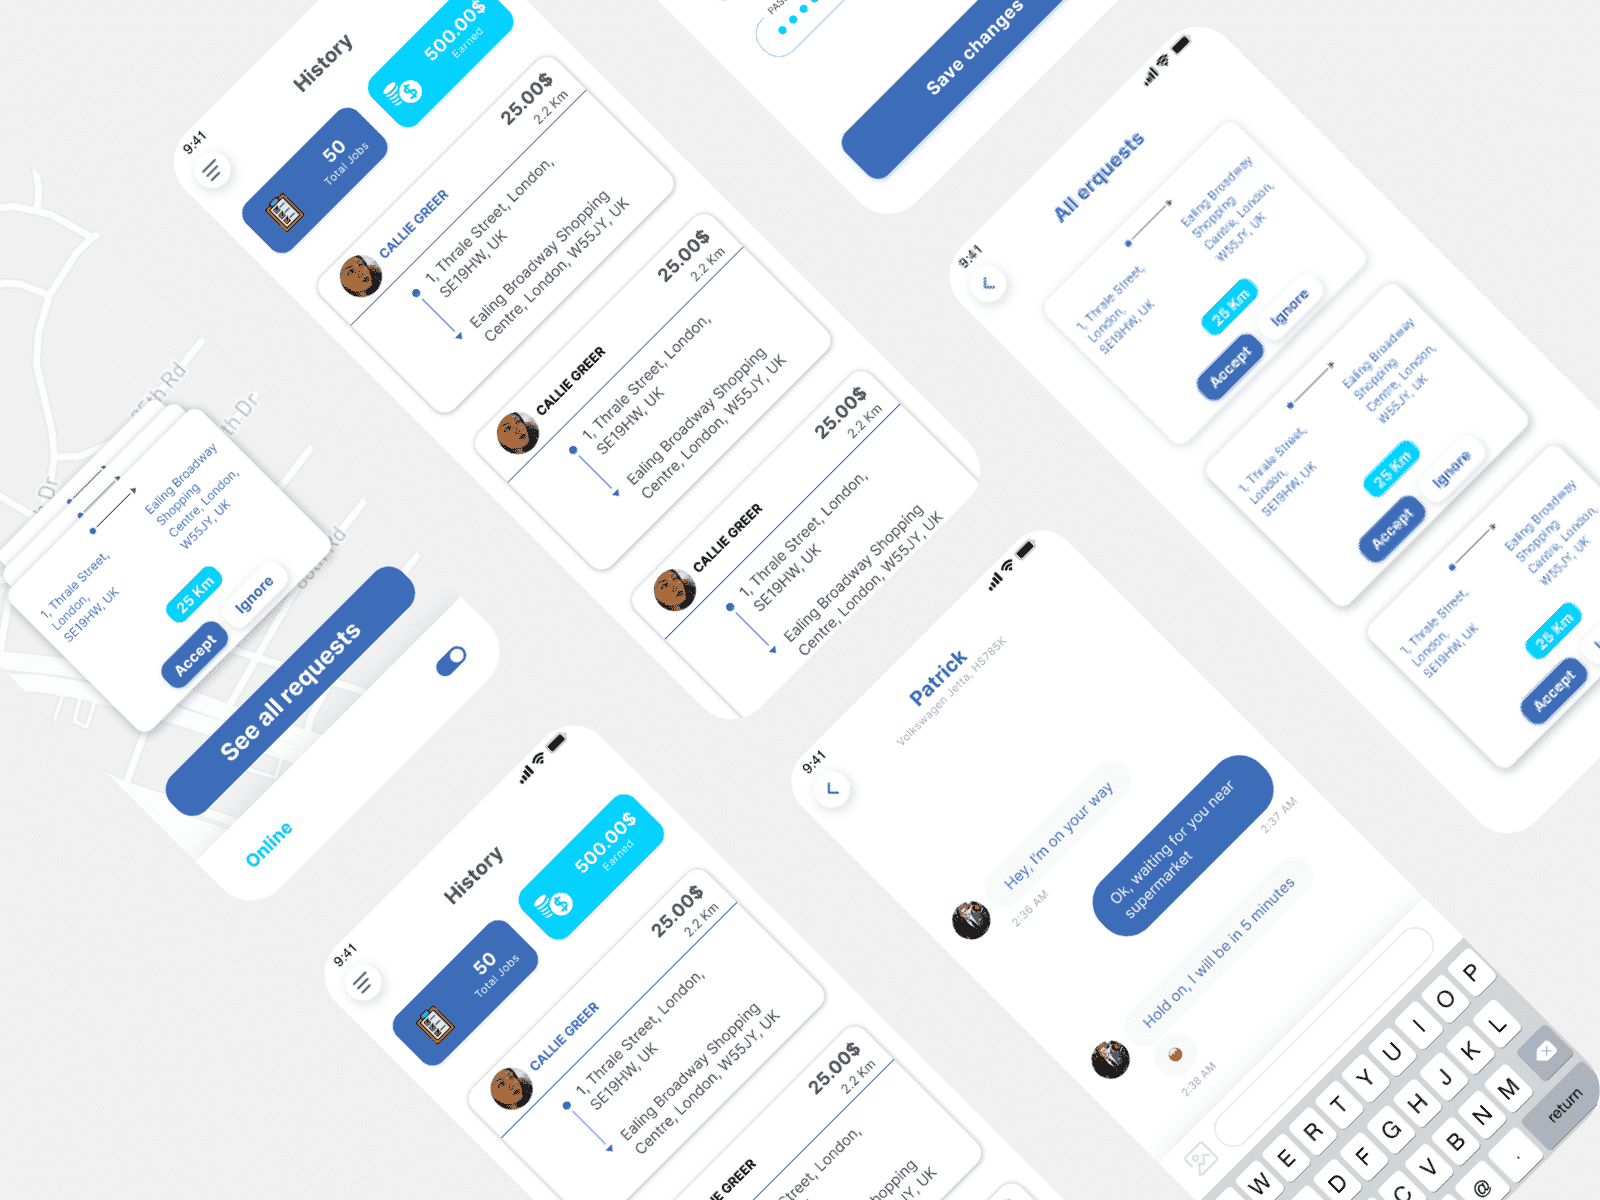 9:41
History
50
Total Jobs
500.00$
Earned
25.00$
2.2 Km
CALLIE GREER
1, Thrale Street, London,
SE19HW, UK
Ealing Broadway Shopping
Centre, London, W55JY, UK
25.00$
2.2 Km
CALLIE GREER
1, Thrale Street, London,
SE19HW, UK
Ealing Broadway Shopping
Centre, London, W55JY, UK
25.00$
2.2 Km
CALLIE GREER
1, Thrale Street, London,
SE19HW, UK
Ealing Broadway Shopping
Centre, London, W55JY, UK
Save changes
9:41
All erquests
1, Thrale Street,
London,
SE19HW, UK
Ealing Broadway
Shopping
Centre, London,
W55JY, UK
25 Km
Accept
Ignore
1, Thrale Street,
London,
SE19HW, UK
Ealing Broadway
Shopping
Centre, London,
W55JY, UK
25 Km
Accept
Ignore
1, Thrale Street,
London,
SE19HW, UK
Ealing Broadway
Shopping
Centre, London,
W55JY, UK
25 Km
Accept
1, Thrale Street,
London,
SE19HW, UK
Ealing Broadway
Shopping
Centre, London,
W55JY, UK
25 Km
Accept
Ignore
See all requests
Online
9:41
History
50
Total Jobs
500.00$
Earned
25.00$
2.2 Km
CALLIE GREER
1, Thrale Street, London,
SE19HW, UK
Ealing Broadway Shopping
Centre, London, W55JY, UK
25.00$
2.2 Km
CALLIE GREER
Street, London,
Shopping
UK
9:41
Patrick
Volkswagen Jetta, HS785K
Hey, I'm on your way
2:36 AM
Ok, waiting for you near
supermarket
2:37 AM
Hold on, I will be in 5 minutes
2:38 AM
W E R T Y U I O P
D F G H J K L
C V B N M
@ . return